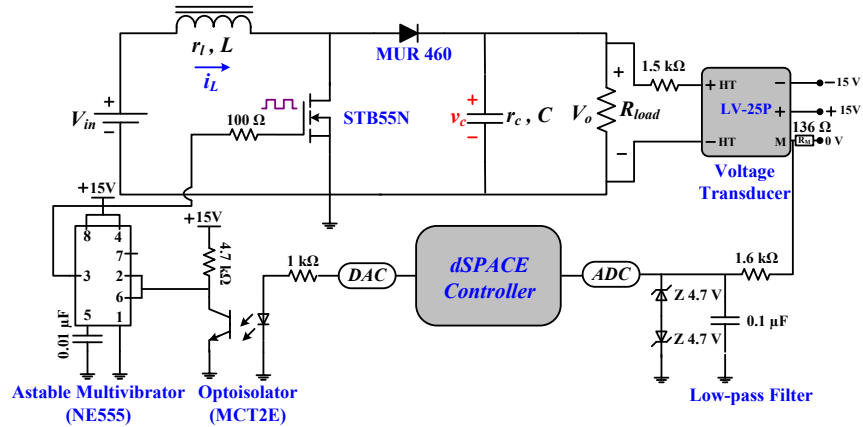 r_l, L
i_L
MUR 460
V_in
+
−
100 Ω
STB55N
+
v_c
−
r_c, C
+
V_o
−
R_load
1.5 kΩ
+ HT
− HT
LV-25P
−
+
M
−15 V
+15V
136 Ω
R_M
0 V
Voltage
Transducer
+15V
8
4
7
3
2
6
5
1
0.01 µF
Astable Multivibrator
(NE555)
+15V
4.7 kΩ
Optoisolator
(MCT2E)
1 kΩ
DAC
dSPACE
Controller
ADC
1.6 kΩ
Z 4.7 V
Z 4.7 V
0.1 µF
Low-pass Filter